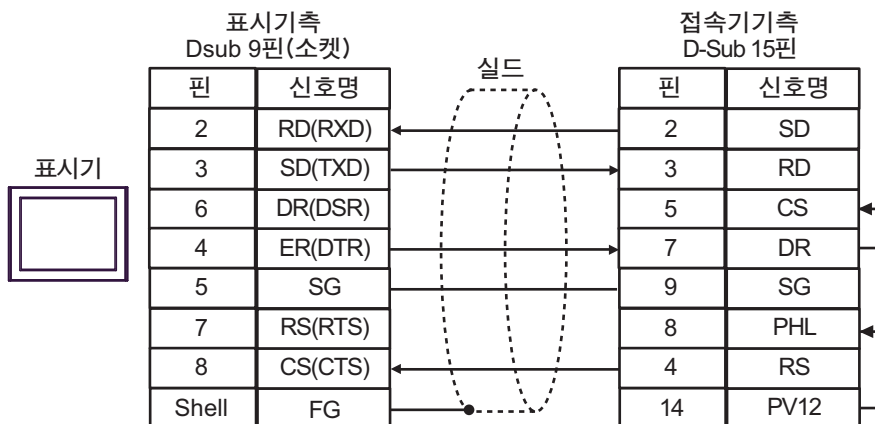 표시기측
Dsub 9핀(소켓)
접속기기측
D-Sub 15핀
실드
표시기
핀 신호명
2 RD(RXD)
3 SD(TXD)
6 DR(DSR)
4 ER(DTR)
5 SG
7 RS(RTS)
8 CS(CTS)
Shell FG
핀 신호명
2 SD
3 RD
5 CS
7 DR
9 SG
8 PHL
4 RS
14 PV12